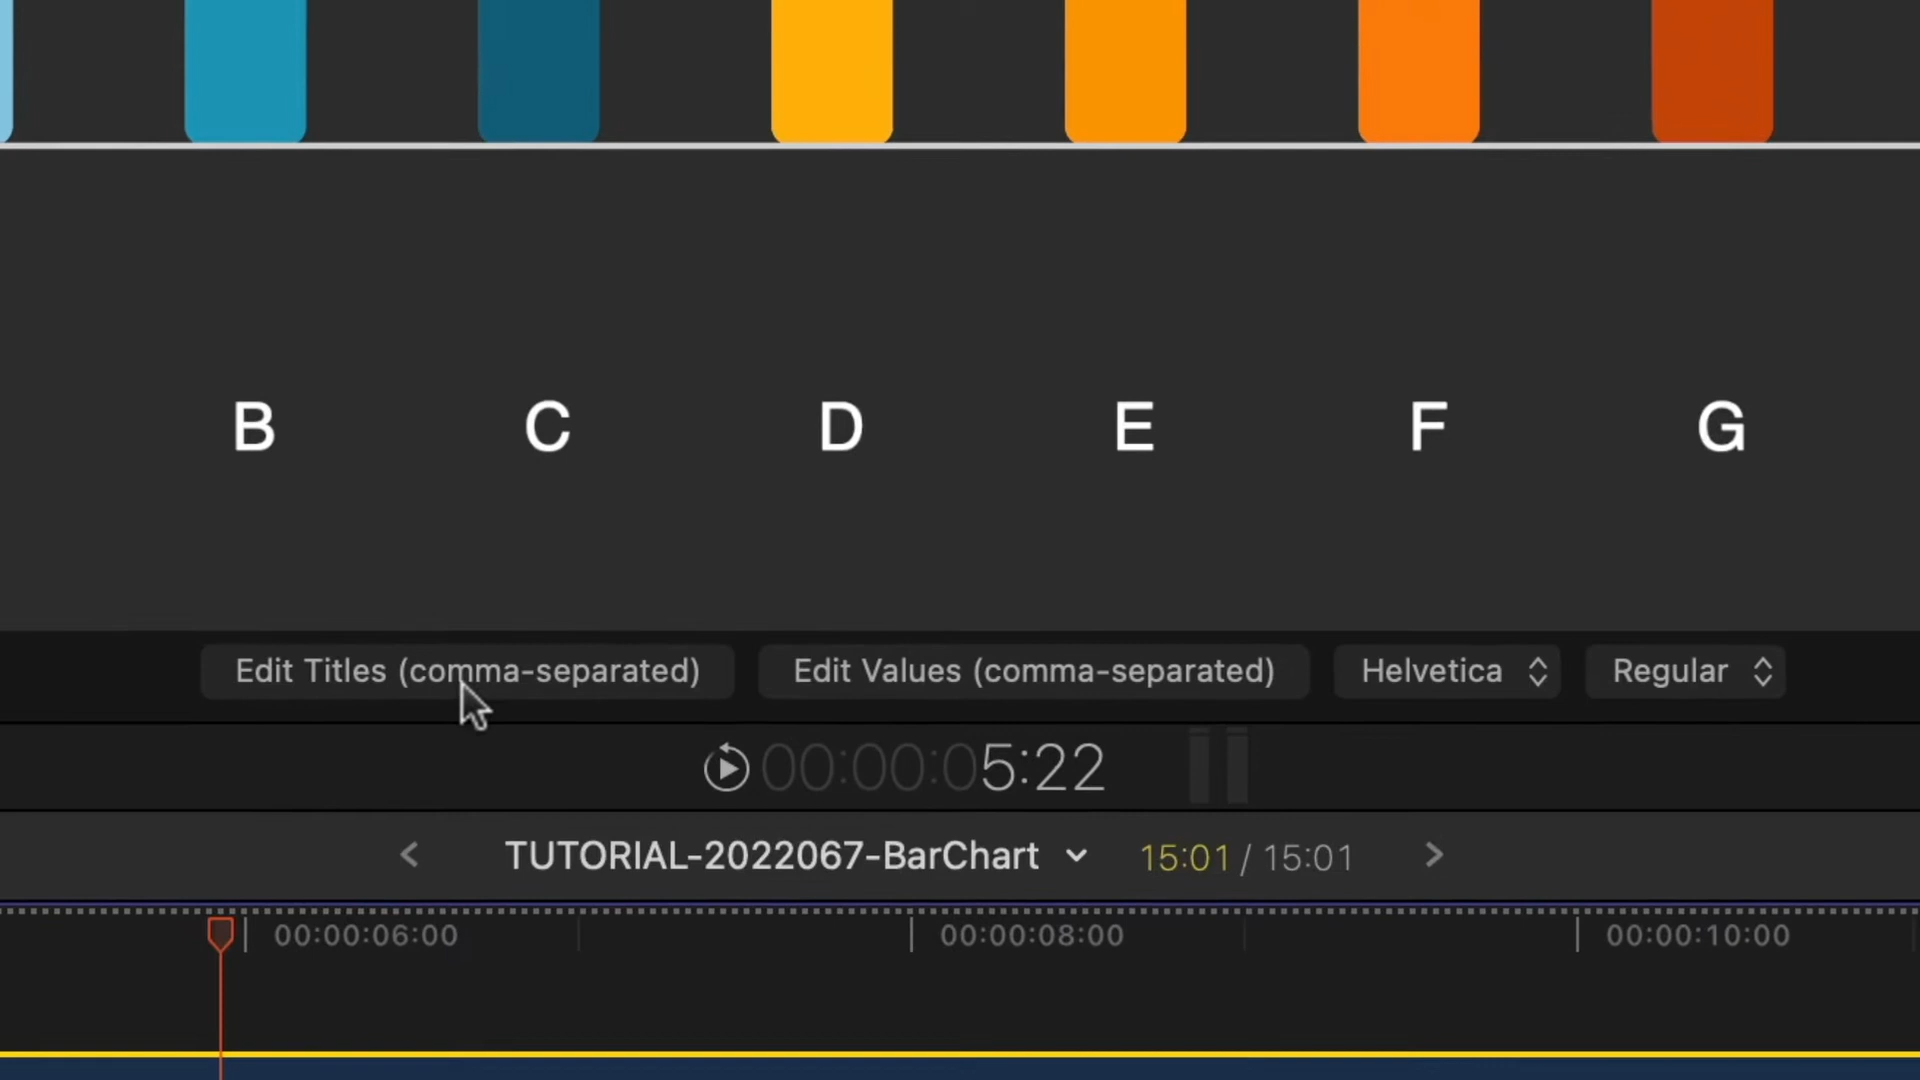 B C D E F G
Edit Titles (comma-separated) Edit Values (comma-separated) Helvetica Regular
00:00:05:22
TUTORIAL-2022067-BarChart 15:01 / 15:01
00:00:06:00 00:00:08:00 00:00:10:00